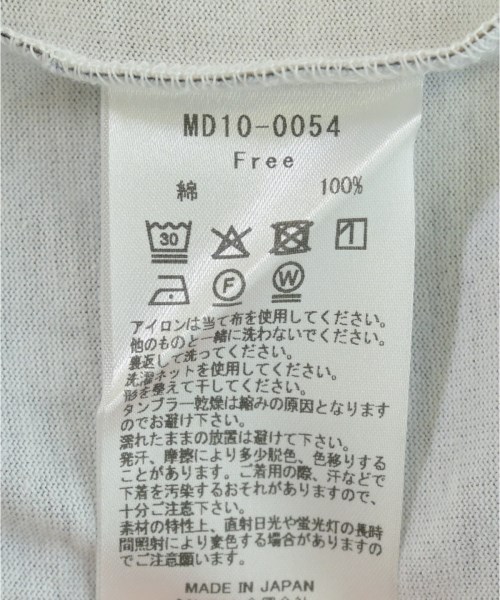 MD10-0054
Free
綿 100%
30
F W
アイロンは当て布を使用してください。
他のものと一緒に洗わないでください。
裏返して洗ってください。
洗濯ネットを使用してください。
形を整えて干してください。
タンブラー乾燥は縮みの原因となります
のでお避け下さい。
濡れたままの放置は避けて下さい。
発汗、摩擦により多少脱色、色移りする
ことがあります。ご着用の際、汗などで
下着を汚染するおそれがありますので、
十分ご注意下さい。
素材の特性上、直射日光や蛍光灯の長時
間照射により変色する場合がありますの
でご注意願います。
MADE IN JAPAN